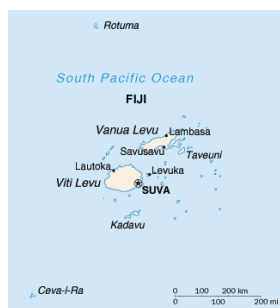 Rotuma
South Pacific Ocean
FIJI
Vanua Levu
Lambasa
Savusavu
Taveuni
Lautoka
Levuka
Viti Levu
SUVA
Kadavu
Ceva-i-Ra
0 100 200 km
0 100 200 mi